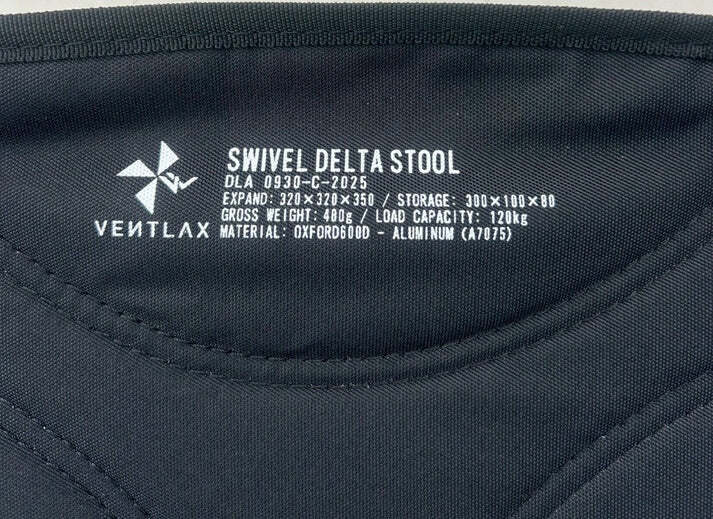 SWIVEL DELTA STOOL
DLA 0930-C-2025
EXPAND: 320×320×350 / STORAGE: 300×100×80
GROSS WEIGHT: 480g / LOAD CAPACITY: 120kg
VEИTLAX
MATERIAL: OXFORD600D - ALUMINUM (A7075)